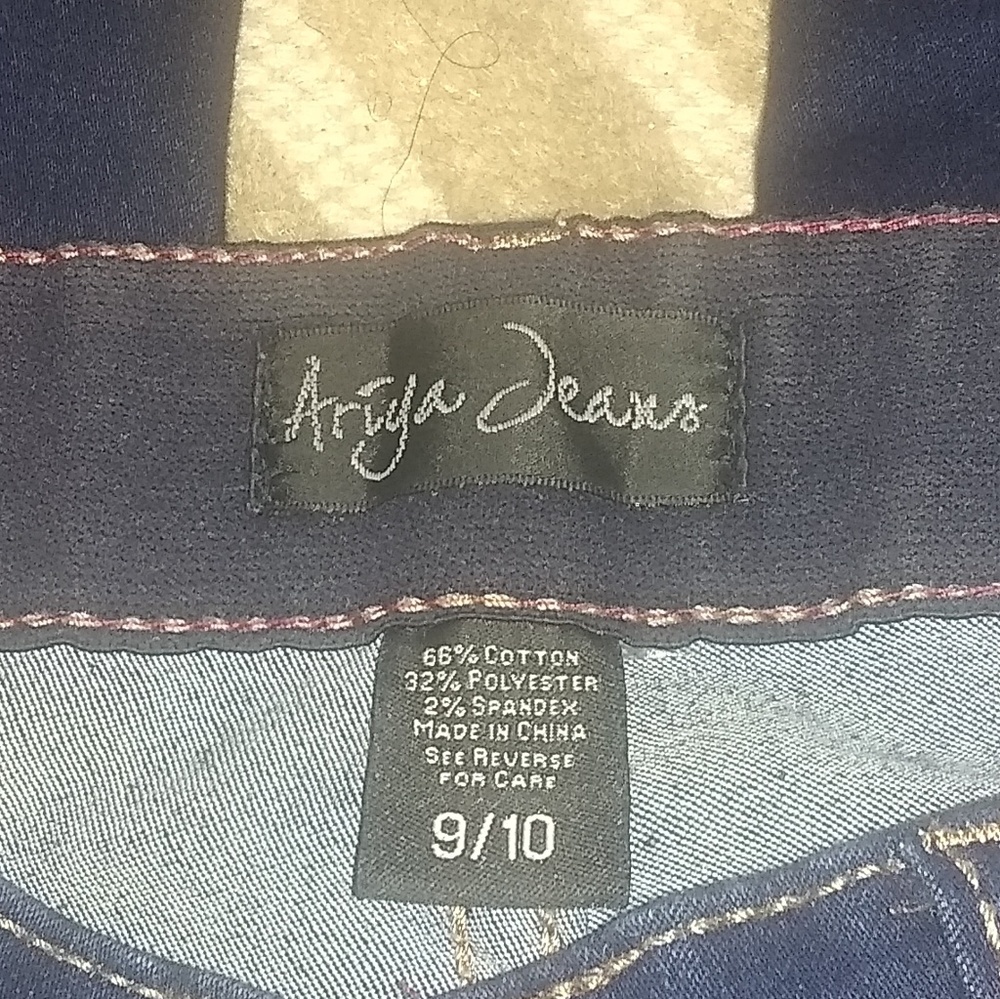 Ariya Jeans
66% COTTON
32% POLYESTER
2% SPANDEX
MADE IN CHINA
SEE REVERSE
FOR CARE
9/10